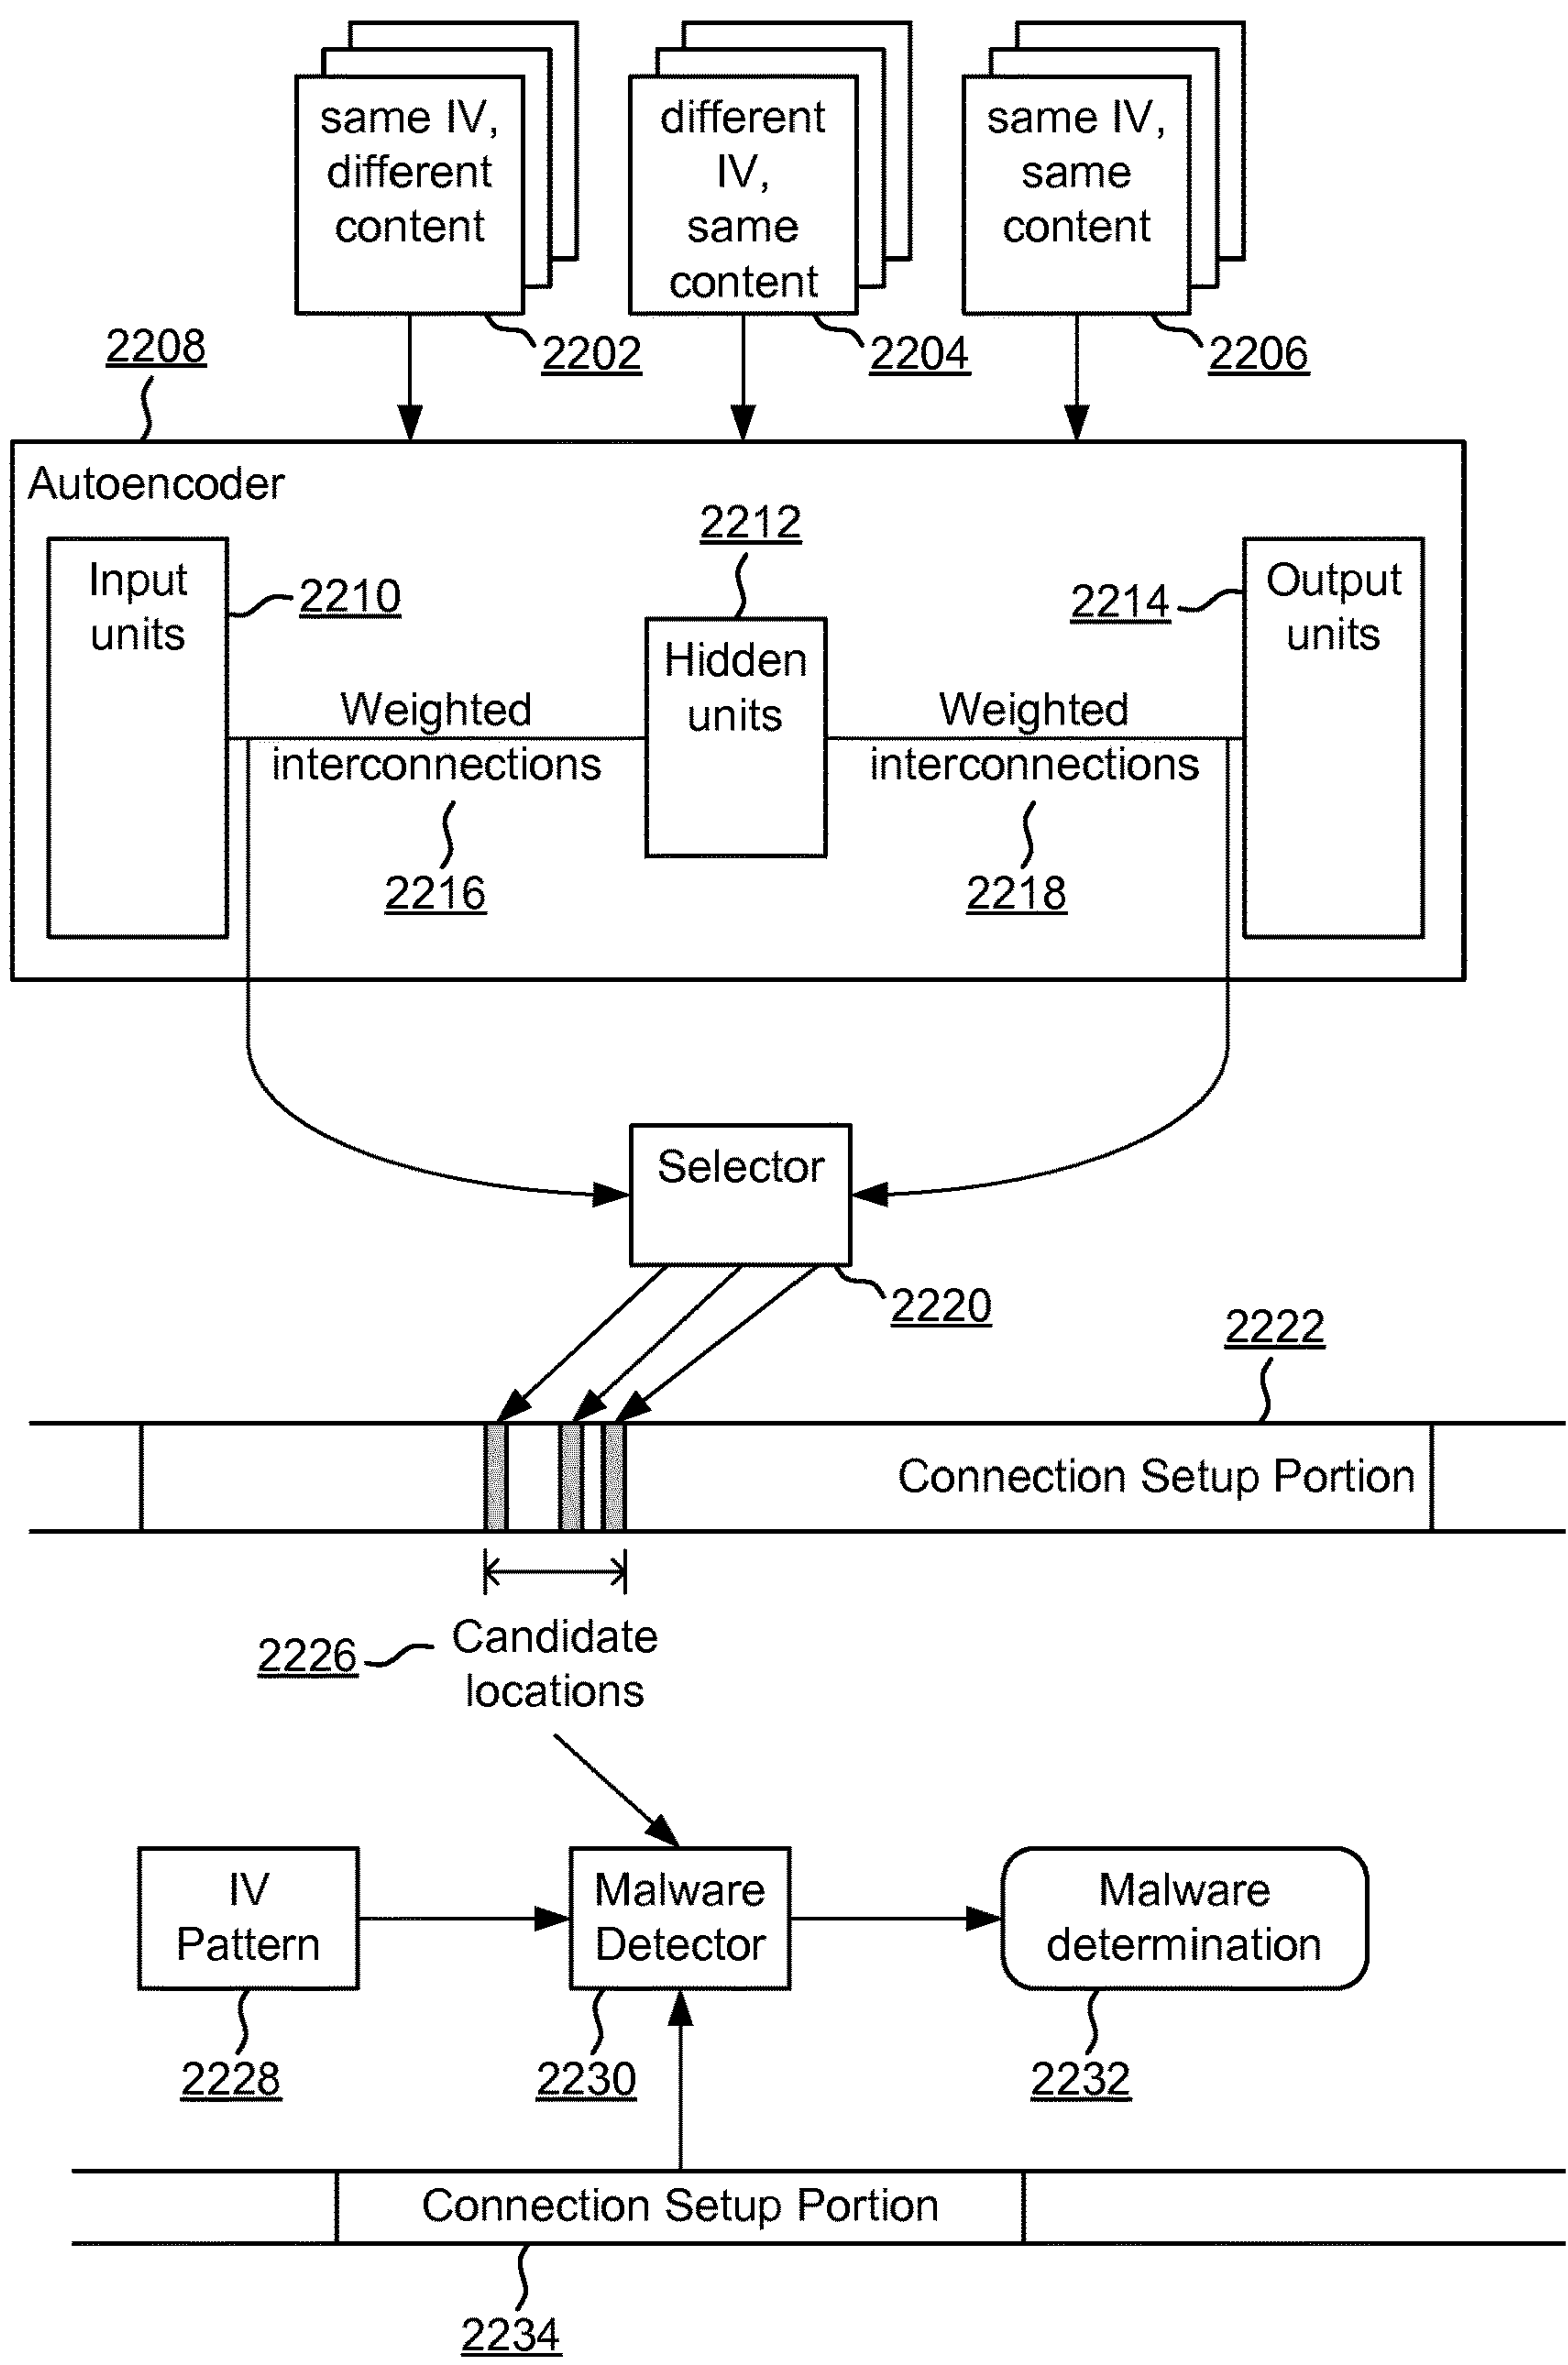 same IV,
different
content
different
IV,
same
content
same IV,
same
content
2202
2204
2206
2208
Autoencoder
2212
Input
units
2210
2214
Output
units
Hidden
units
Weighted
interconnections
Weighted
interconnections
2216
2218
Selector
2220
2222
Connection Setup Portion
2226
Candidate
locations
IV
Pattern
Malware
Detector
Malware
determination
2228
2230
2232
Connection Setup Portion
2234